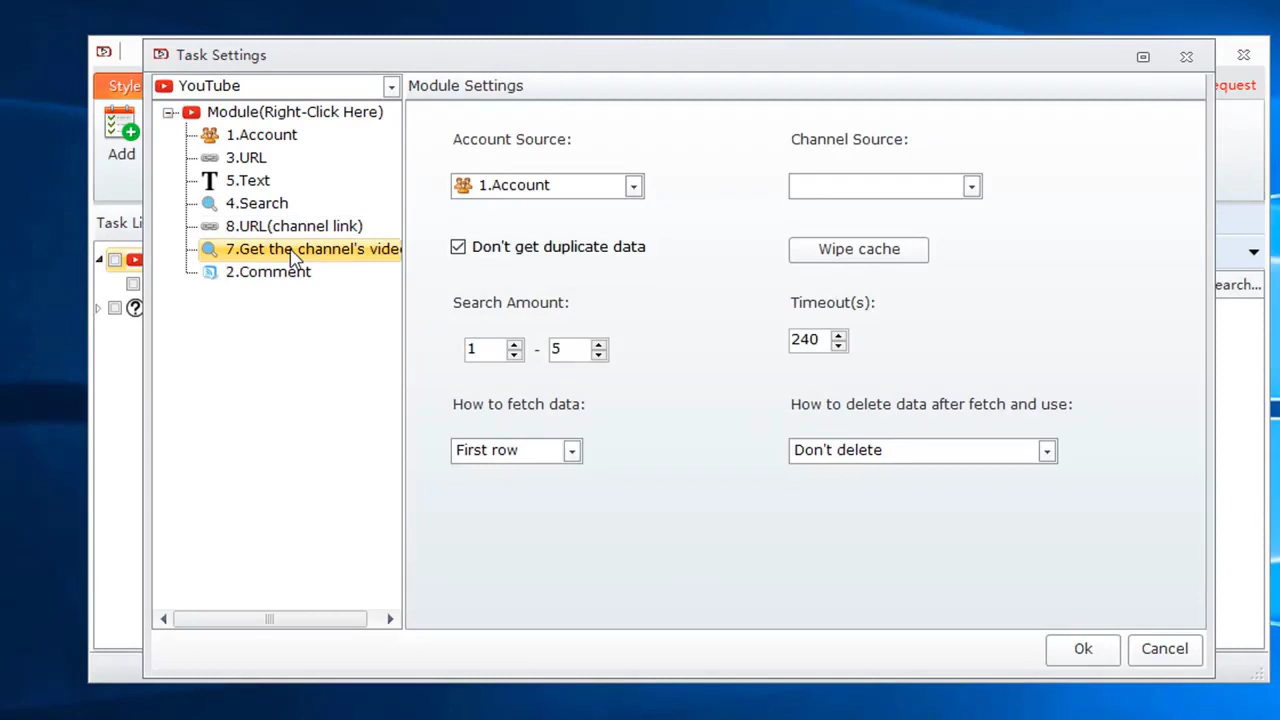 Task Settings
Style
quest
Add
Task Li
earch...
YouTube
Module(Right-Click Here)
1.Account
3.URL
5.Text
4.Search
8.URL(channel link)
7.Get the channel's vide
2.Comment
Module Settings
Account Source:
Channel Source:
1.Account
Don't get duplicate data
Wipe cache
Search Amount:
Timeout(s):
1 - 5
240
How to fetch data:
How to delete data after fetch and use:
First row
Don't delete
Ok
Cancel